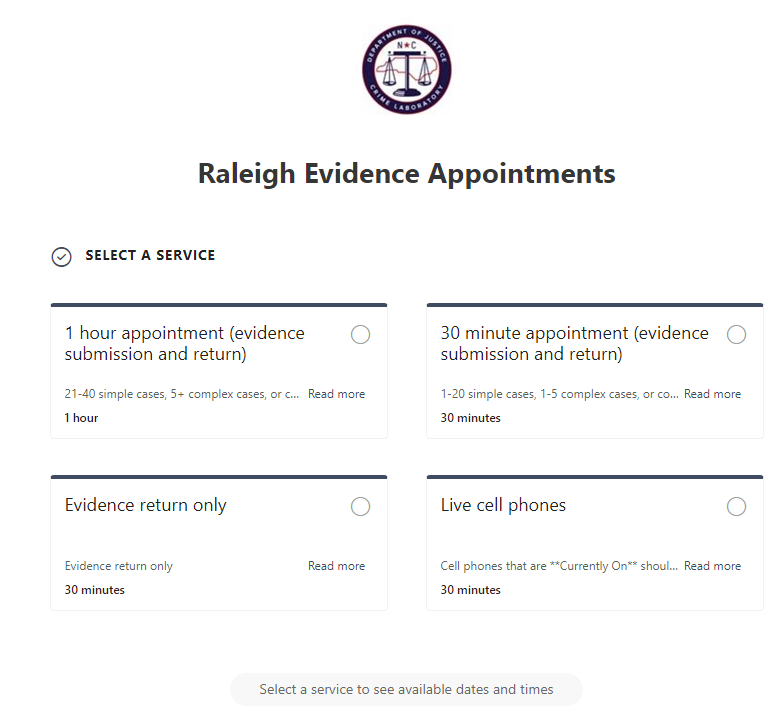 DEPARTMENT OF JUSTICE
N★C
CRIME LABORATORY
Raleigh Evidence Appointments
SELECT A SERVICE
1 hour appointment (evidence
submission and return)
21-40 simple cases, 5+ complex cases, or c... Read more
1 hour
30 minute appointment (evidence
submission and return)
1-20 simple cases, 1-5 complex cases, or co... Read more
30 minutes
Evidence return only
Evidence return only Read more
30 minutes
Live cell phones
Cell phones that are **Currently On** shoul... Read more
30 minutes
Select a service to see available dates and times